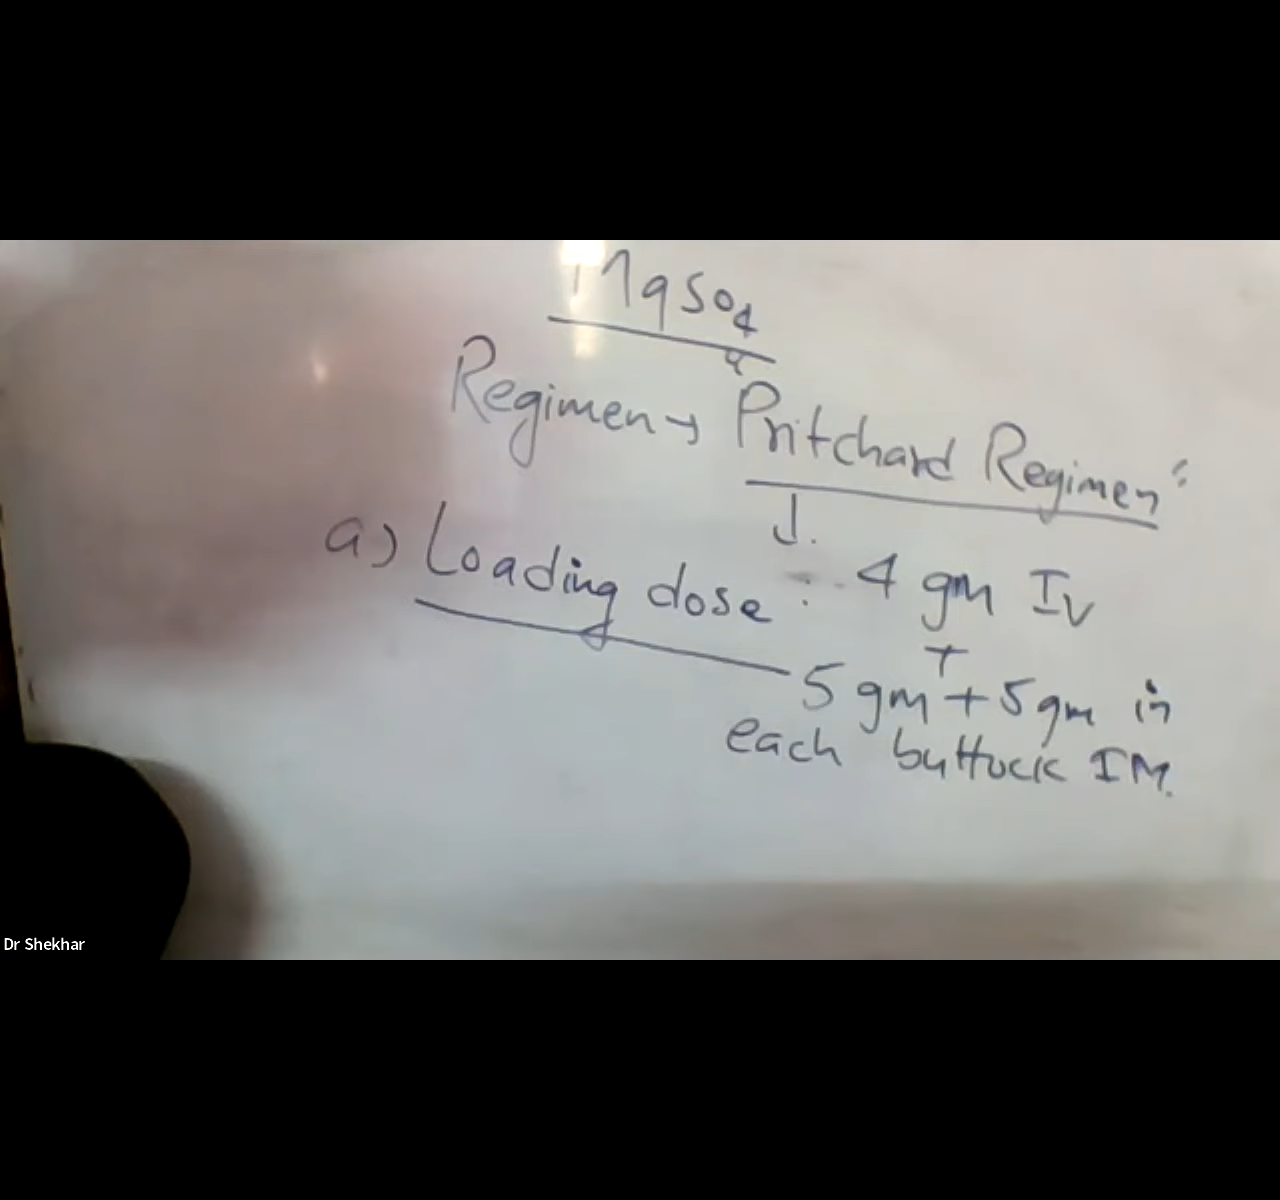 MgSO4
Regimen → "Pritchard Regimen"
↓
a) Loading dose : 4 gm IV
+
5 gm + 5 gm in
each buttock IM.
Dr Shekhar